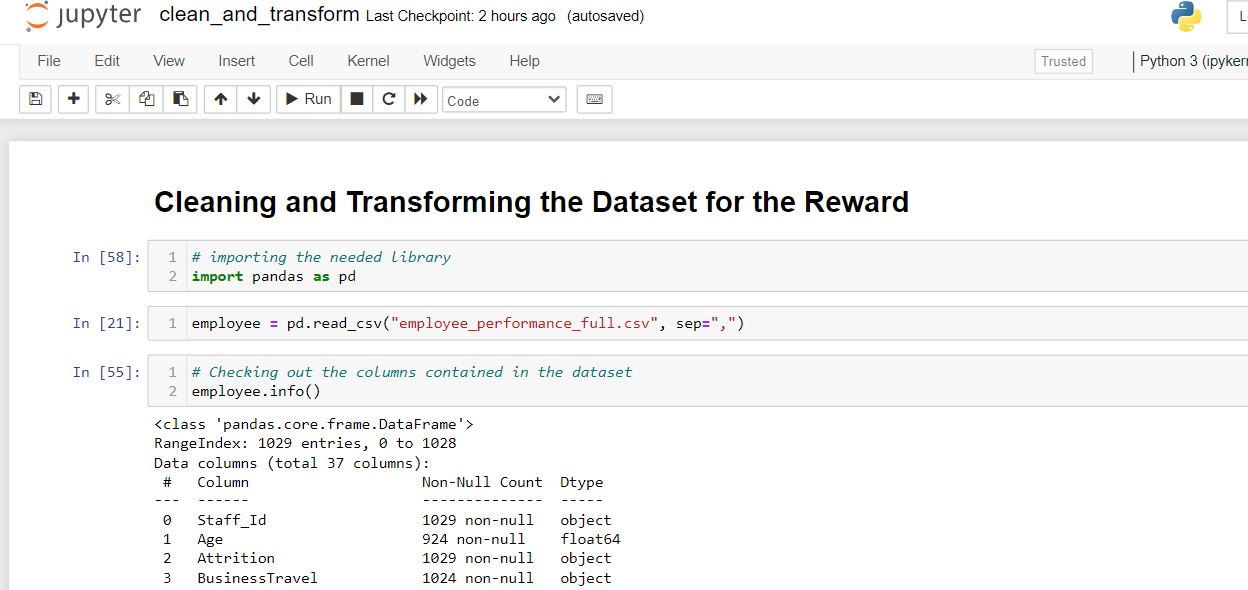 jupyter clean_and_transform Last Checkpoint: 2 hours ago (autosaved)
File Edit View Insert Cell Kernel Widgets Help Trusted Python 3
Run Code
Cleaning and Transforming the Dataset for the Reward
In [58]: 1 # importing the needed library
2 import pandas as pd
In [21]: 1 employee = pd.read_csv("employee_performance_full.csv", sep=",")
In [55]: 1 # Checking out the columns contained in the dataset
2 employee.info()
<class 'pandas.core.frame.DataFrame'>
RangeIndex: 1029 entries, 0 to 1028
Data columns (total 37 columns):
# Column Non-Null Count Dtype
--- ------ -------------- -----
0 Staff_Id 1029 non-null object
1 Age 924 non-null float64
2 Attrition 1029 non-null object
3 BusinessTravel 1024 non-null object